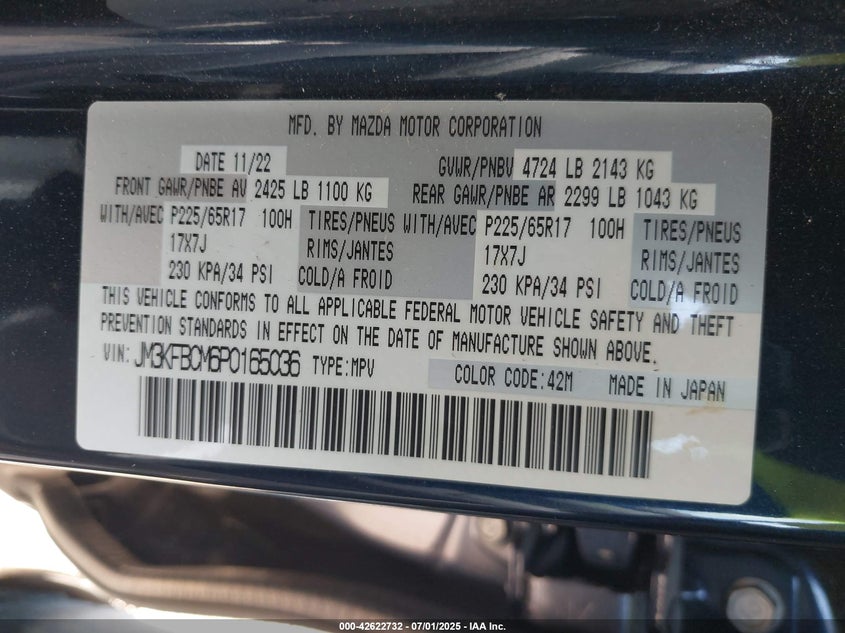 MFD. BY MAZDA MOTOR CORPORATION
DATE 11/22 GVWR/PNBV 4724 LB 2143 KG
FRONT GAWR/PNBE AV 2425 LB 1100 KG REAR GAWR/PNBE AR 2299 LB 1043 KG
WITH/AVEC P225/65R17 100H TIRES/PNEUS WITH/AVEC P225/65R17 100H TIRES/PNEUS
17X7J RIMS/JANTES 17X7J RIMS/JANTES
230 KPA/34 PSI COLD/A FROID 230 KPA/34 PSI COLD/A FROID
THIS VEHICLE CONFORMS TO ALL APPLICABLE FEDERAL MOTOR VEHICLE SAFETY AND THEFT
PREVENTION STANDARDS IN EFFECT ON THE DATE OF MANUFACTURE SHOWN ABOVE.
VIN: JM3KFBCM6P0165036 TYPE:MPV COLOR CODE:42M MADE IN JAPAN
000-42622732 - 07/01/2025 - IAA Inc.